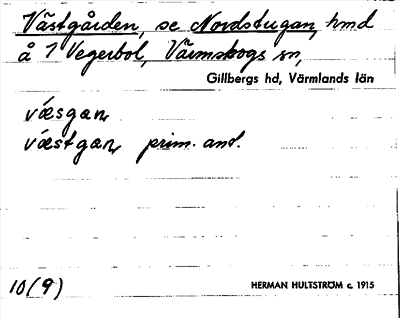 Västgården, se Nordstugan, hmd
å 1 Vegerbol, Värmskogs sn,
Gillbergs hd, Värmlands län
væsgan
væstgan prim. and.
10(9)
HERMAN HULTSTRÖM c. 1915